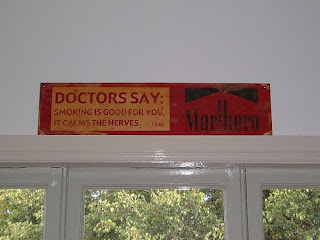 DOCTORS SAY:
SMOKING IS GOOD FOR YOU,
IT CALMS THE NERVES.
Marlboro